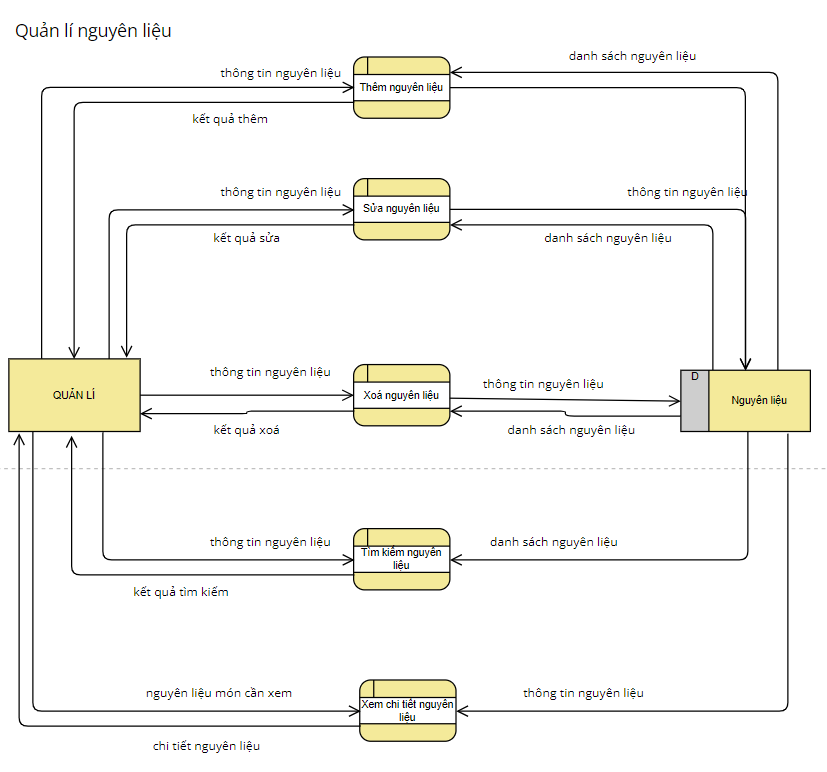 Quản lí nguyên liệu
danh sách nguyên liệu
thông tin nguyên liệu
Thêm nguyên liệu
kết quả thêm
thông tin nguyên liệu
thông tin nguyên liệu
Sửa nguyên liệu
kết quả sửa
danh sách nguyên liệu
thông tin nguyên liệu
D
thông tin nguyên liệu
QUẢN LÍ
Xoá nguyên liệu
Nguyên liệu
kết quả xoá
danh sách nguyên liệu
thông tin nguyên liệu
danh sách nguyên liệu
Tìm kiếm nguyên
liệu
kết quả tìm kiếm
nguyên liệu món cần xem
thông tin nguyên liệu
Xem chi tiết nguyên
liệu
chi tiết nguyên liệu